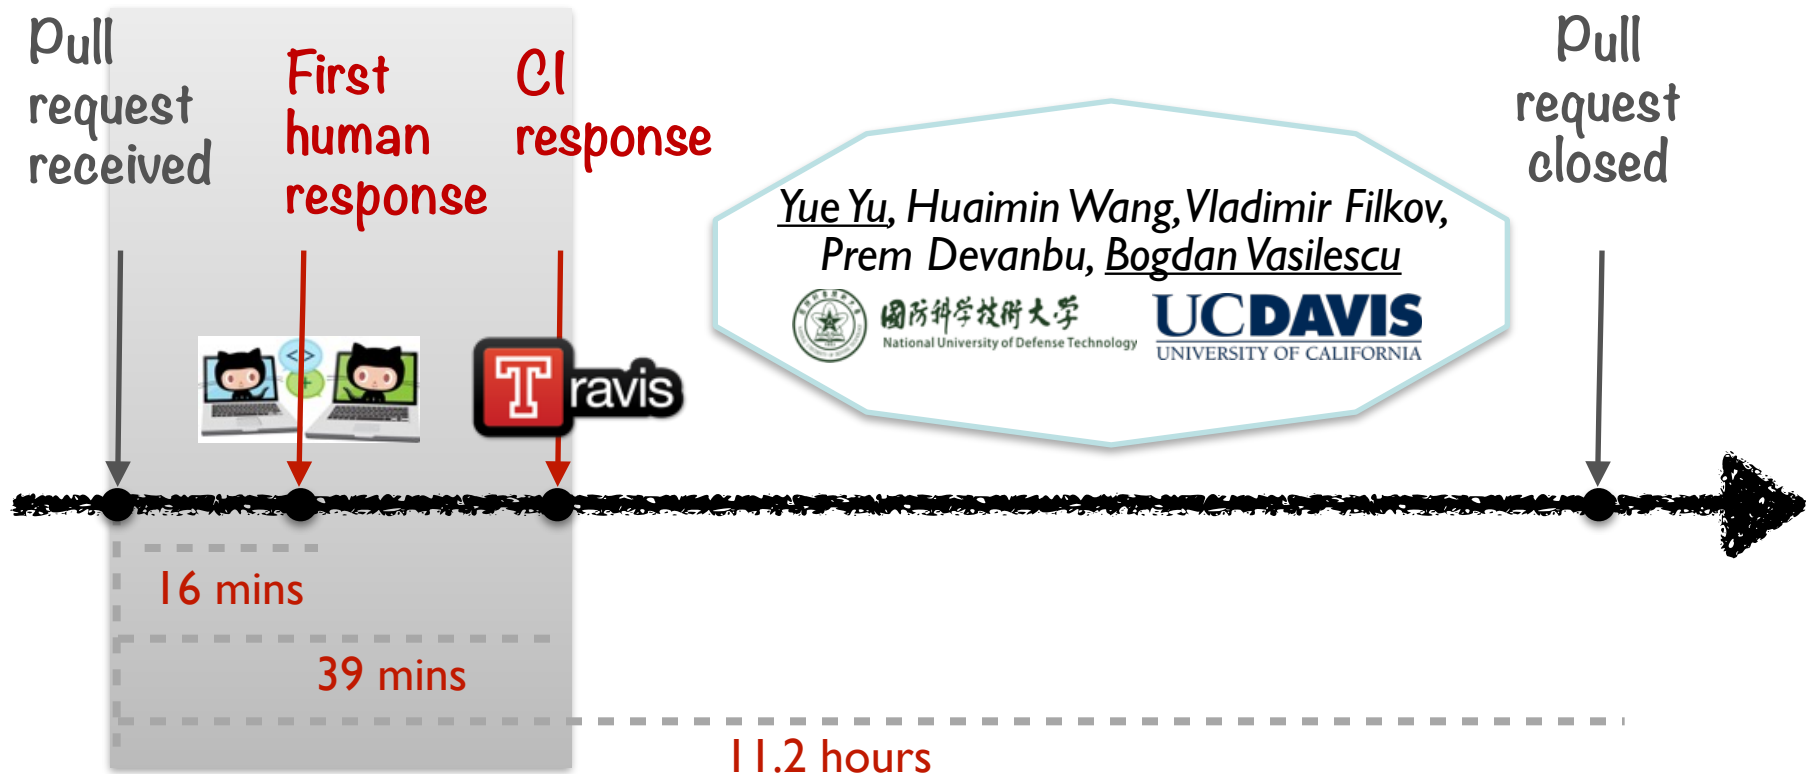 Pull
request
received
First
human
response
CI
response
Pull
request
closed
Yue Yu, Huaimin Wang, Vladimir Filkov,
Prem Devanbu, Bogdan Vasilescu
國防科学技術大学
National University of Defense Technology
UCDAVIS
UNIVERSITY OF CALIFORNIA
<> 
+
Travis
16 mins
39 mins
11.2 hours